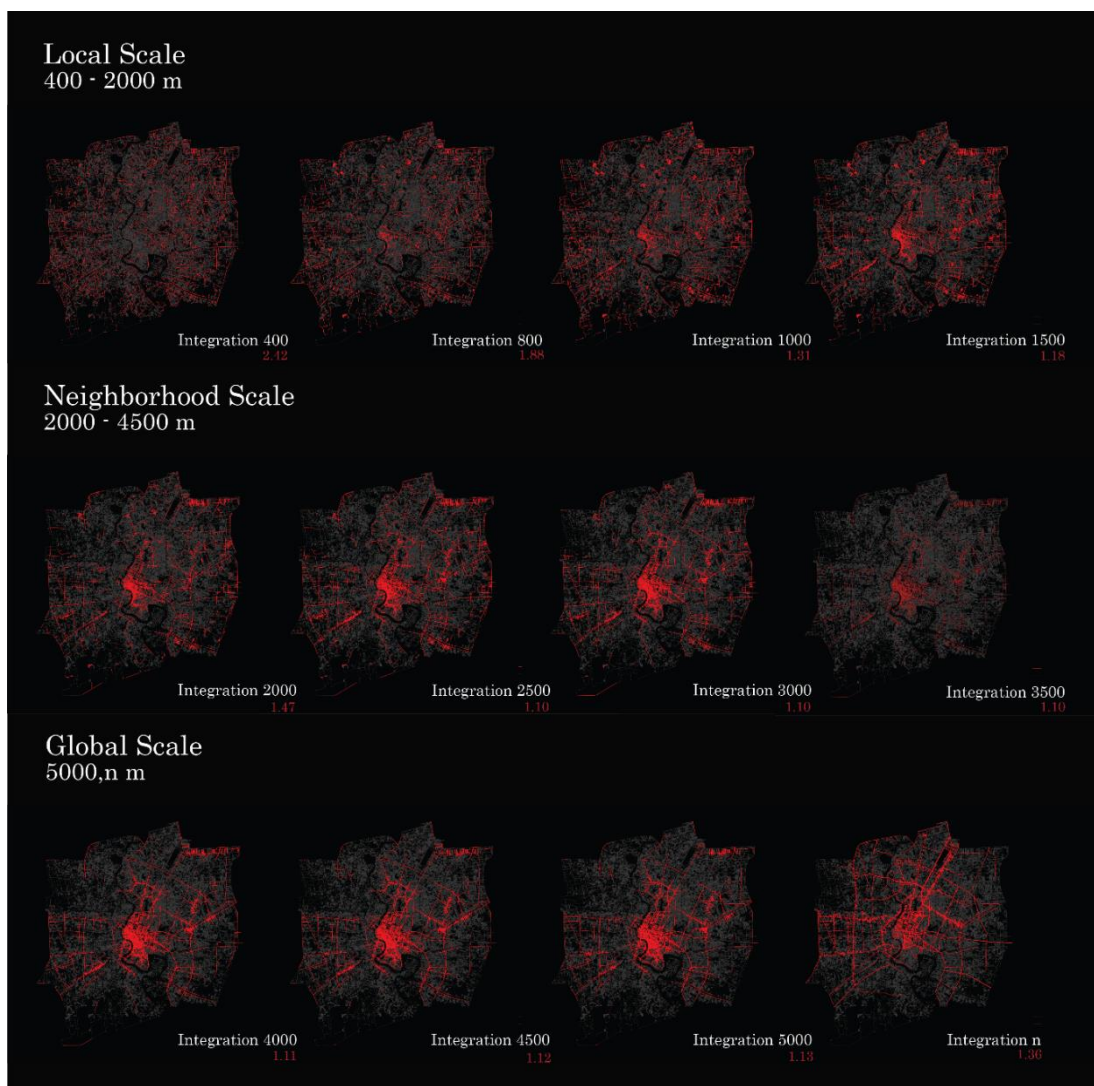 Local Scale
400 - 2000 m
Integration 400
2.42
Integration 800
1.88
Integration 1000
1.31
Integration 1500
1.18
Neighborhood Scale
2000 - 4500 m
Integration 2000
1.47
Integration 2500
1.10
Integration 3000
1.10
Integration 3500
1.10
Global Scale
5000,n m
Integration 4000
1.11
Integration 4500
1.12
Integration 5000
1.13
Integration n
1.36